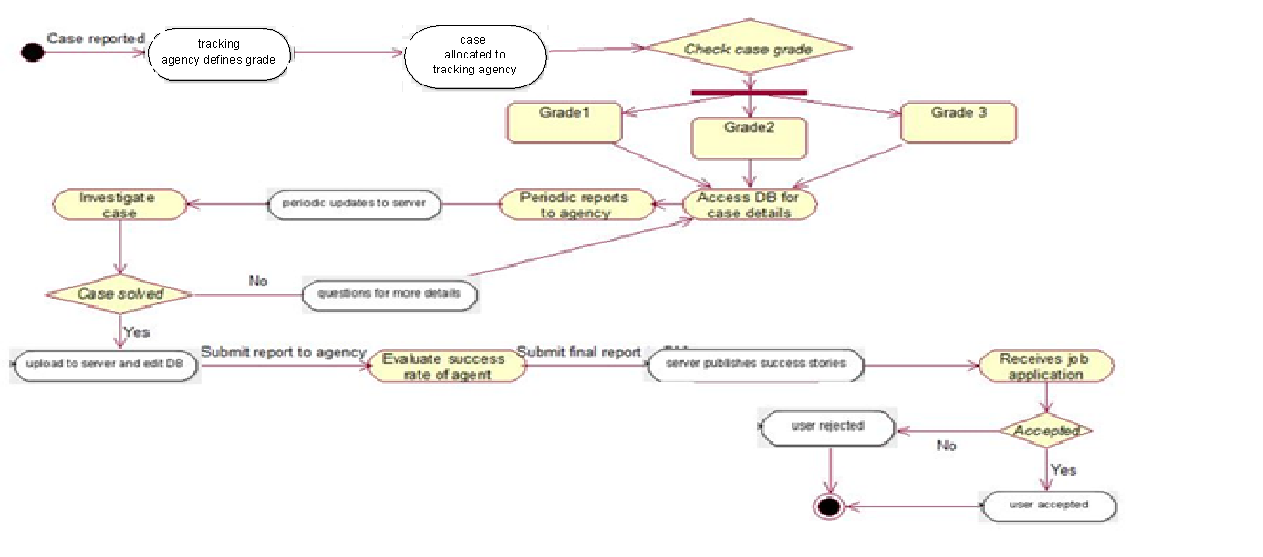 Case reported
tracking
agency defines grade
case
allocated to
tracking agency
Check case grade
Grade1
Grade2
Grade 3
Investigate
case
periodic updates to server
Periodic reports
to agency
Access DB for
case details
Case solved
No
questions for more details
Yes
upload to server and edit DB
Submit report to agency
Evaluate success
rate of agent
Submit final report
server publishes success stories
Receives job
application
user rejected
No
Accepted
Yes
user accepted